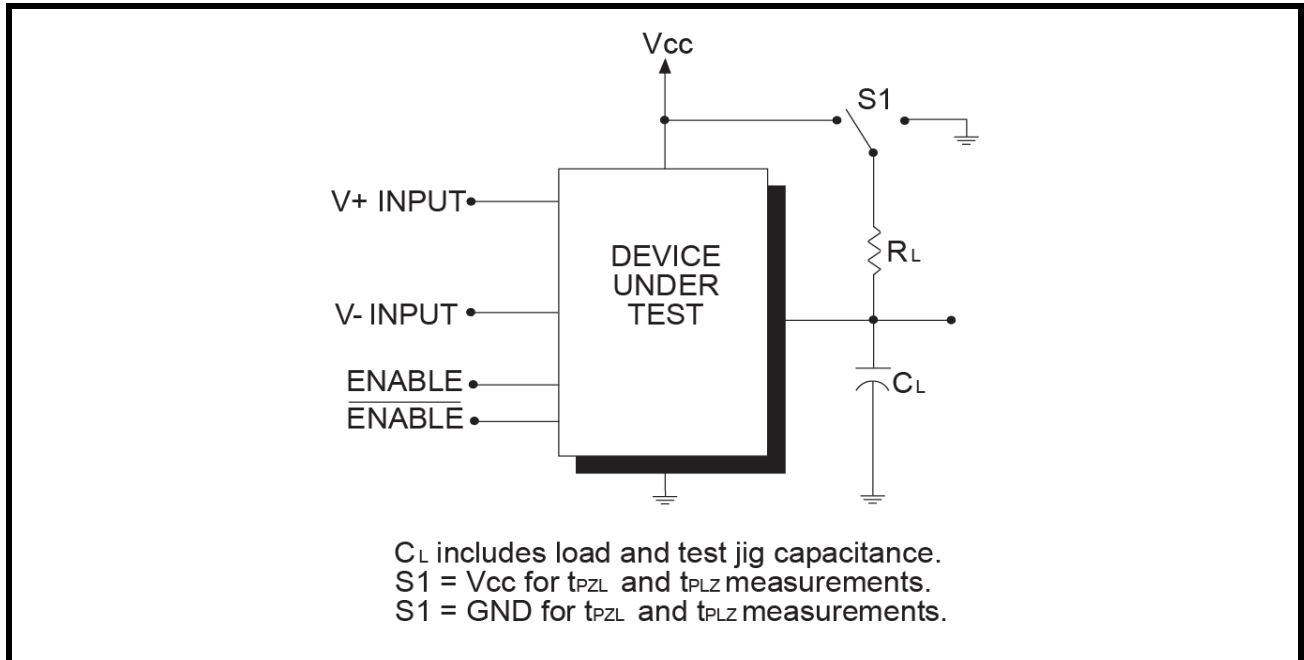 Vcc
S1
V+ INPUT
DEVICE
UNDER
TEST
RL
V- INPUT
ENABLE
CL
ENABLE
CL includes load and test jig capacitance.
S1 = Vcc for tPZL and tPLZ measurements.
S1 = GND for tPZL and tPLZ measurements.